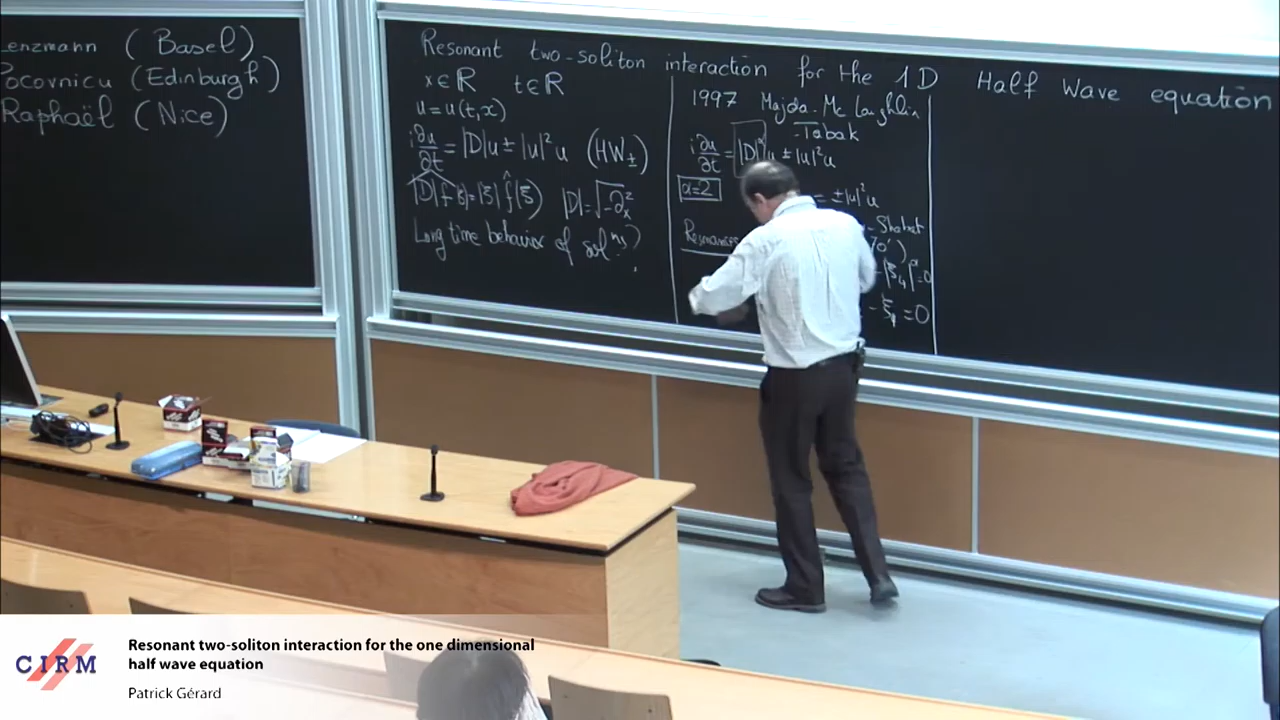 Lenzmann (Basel)
Pocovnicu (Edinburgh)
Raphaël (Nice)
Resonant two-soliton interaction for the 1D Half Wave equation
x∈ℝ t∈ℝ
u = u(t,x)
i ∂u/∂t = |D|u ± |u|²u (HW±)
|D|f(ξ) = |ξ| f̂(ξ)) |D| = √-∂²ₓ
Long time behavior of solⁿˢ?
1997 Majda-McLaughlin
-Tabak
i ∂u/∂t = |D|^α u ± |u|²u
α=2
= ±|u|²u
Resonances
- Shabat
70')
- |ξ₄|^α = 0
- ξ₄ = 0
CIRM
Resonant two-soliton interaction for the one dimensional
half wave equation
Patrick Gérard